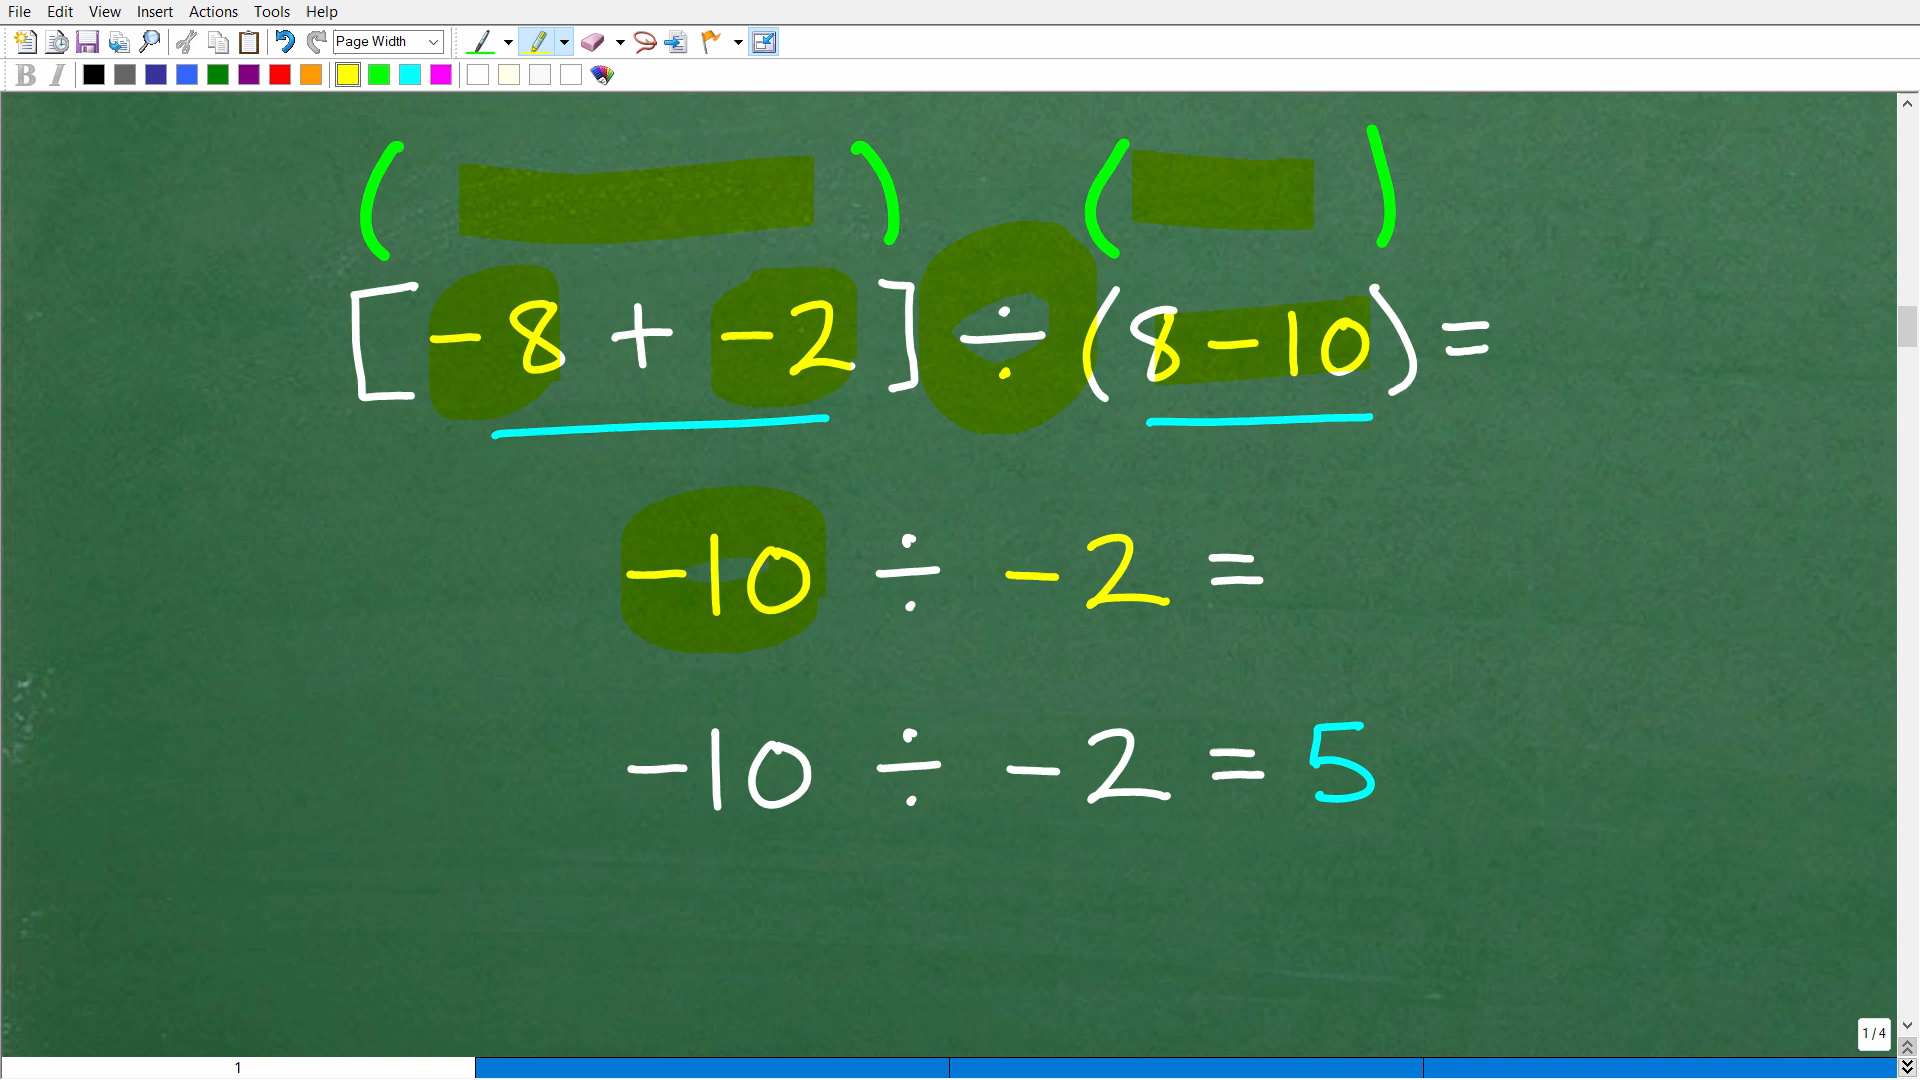 File Edit View Insert Actions Tools Help
Page Width
B I
( ) ( )
[ -8 + -2 ] ÷ (8 - 10) =
-10 ÷ -2 =
-10 ÷ -2 = 5
1 / 4
1